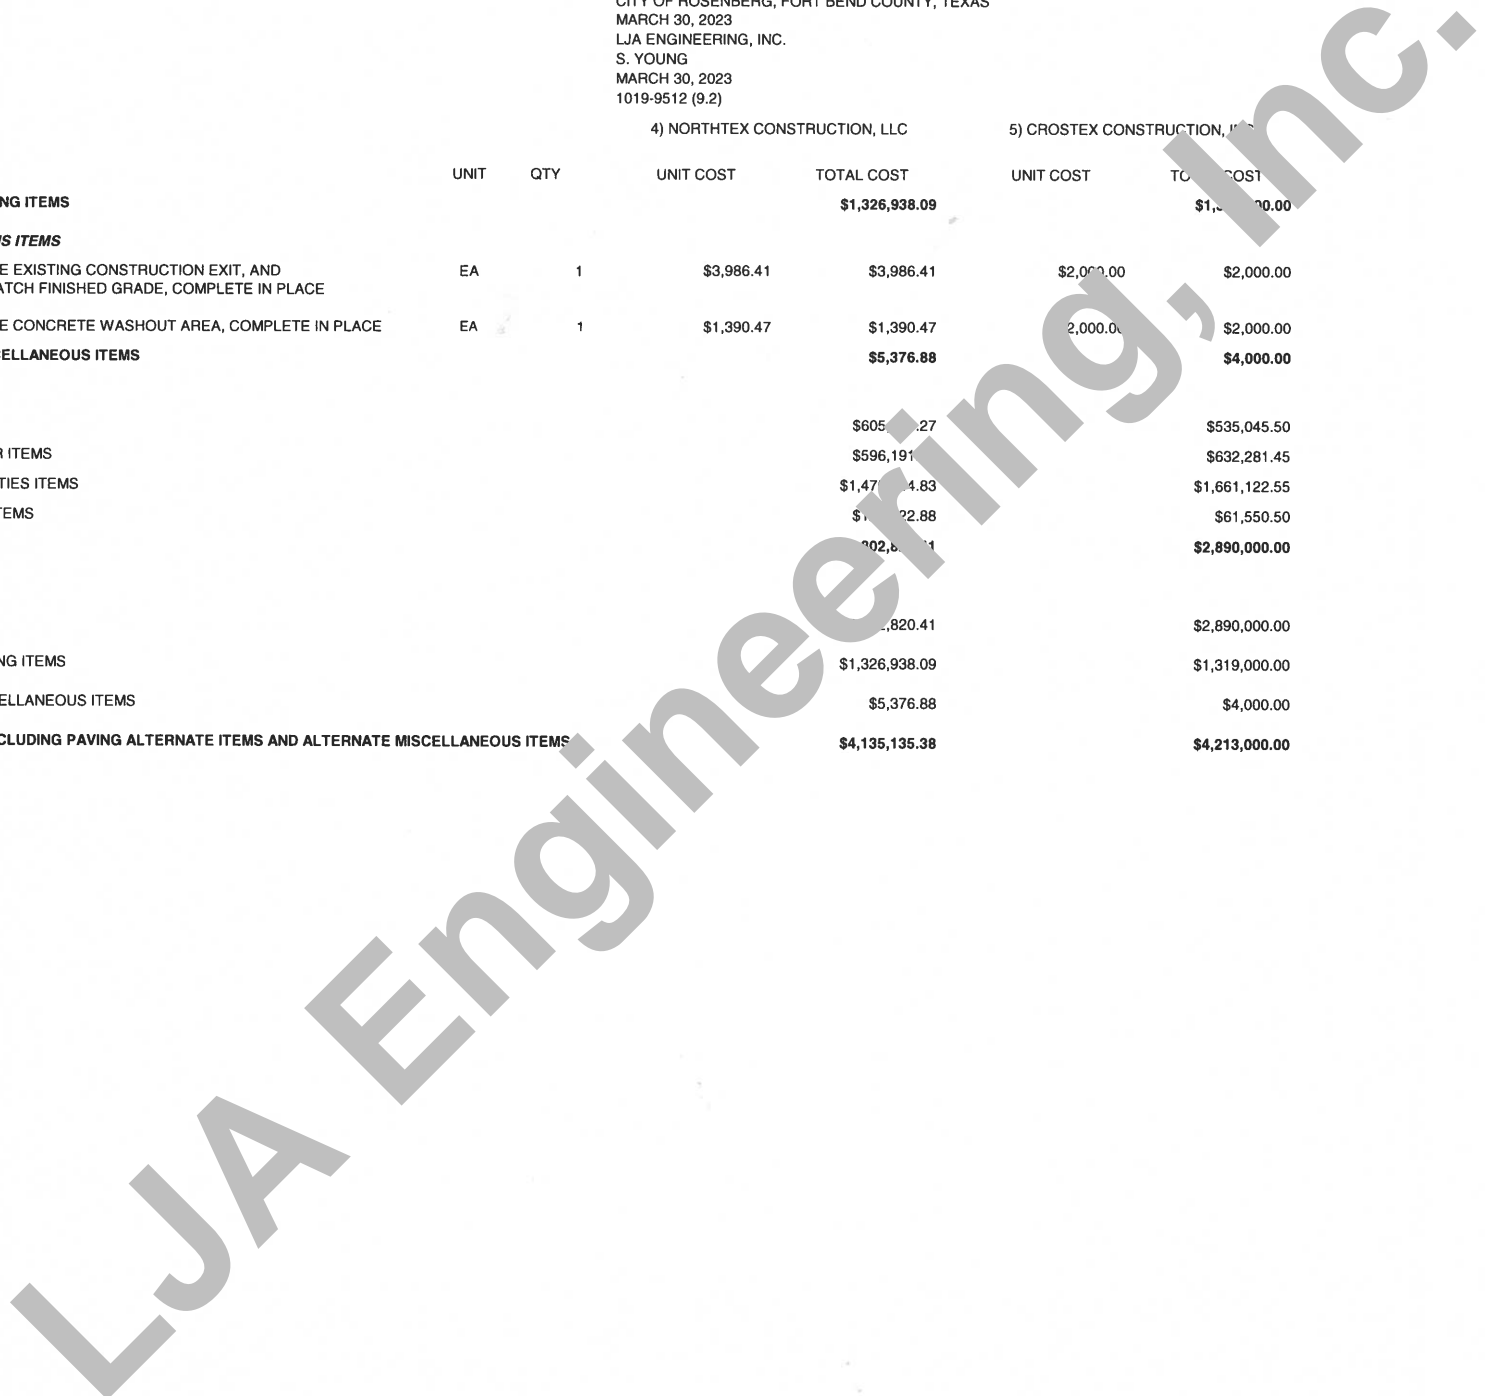 CITY OF ROSENBERG, FORT BEND COUNTY, TEXAS
MARCH 30, 2023
LJA ENGINEERING, INC.
S. YOUNG
MARCH 30, 2023
1019-9512 (9.2)
4) NORTHTEX CONSTRUCTION, LLC 5) CROSTEX CONSTRUCTION,
UNIT QTY UNIT COST TOTAL COST UNIT COST
NG ITEMS $1,326,938.09
S ITEMS
E EXISTING CONSTRUCTION EXIT, AND EA 1 $3,986.41 $3,986.41 $2,000.00 $2,000.00
ATCH FINISHED GRADE, COMPLETE IN PLACE
E CONCRETE WASHOUT AREA, COMPLETE IN PLACE EA 1 $1,390.47 $1,390.47 $2,000.00
CELLANEOUS ITEMS $5,376.88 $4,000.00
$535,045.50
R ITEMS $632,281.45
TIES ITEMS $1,661,122.55
TEMS $61,550.50
$2,890,000.00
$2,890,000.00
NG ITEMS $1,326,938.09 $1,319,000.00
ELLANEOUS ITEMS $5,376.88 $4,000.00
CLUDING PAVING ALTERNATE ITEMS AND ALTERNATE MISCELLANEOUS ITEMS $4,135,135.38 $4,213,000.00
LJA Engineering, Inc.